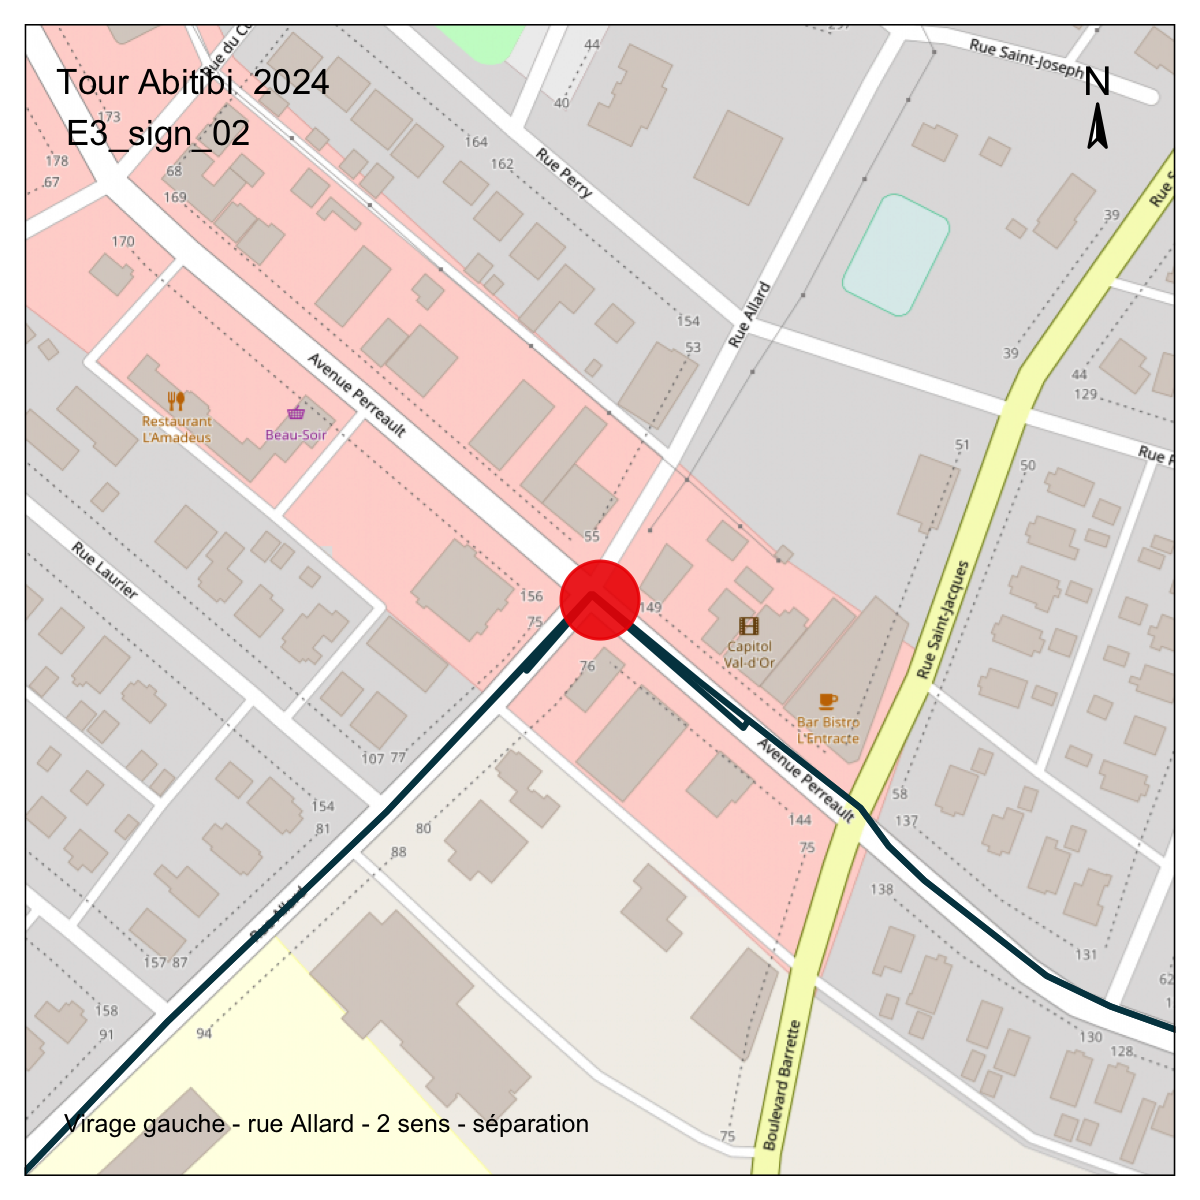 Tour Abitibi 2024
E3_sign_02
N
Rue du Co
Rue Saint-Joseph
44
40
173
178
67
68
169
164
162
Rue Perry
Rue S
39
170
154
53
Rue Allard
39
44
129
Avenue Perreault
Restaurant
L'Amadeus
Beau-Soir
51
50
Rue P
Rue Laurier
55
156
75
149
Capitol
Val-d'Or
Rue Saint-Jacques
76
Bar Bistro
L'Entracte
Avenue Perreault
107 77
154
81
80
88
144
75
58
137
138
Rue Allard
157 87
131
62
158
91
94
130
128
Boulevard Barrette
75
Virage gauche - rue Allard - 2 sens - séparation